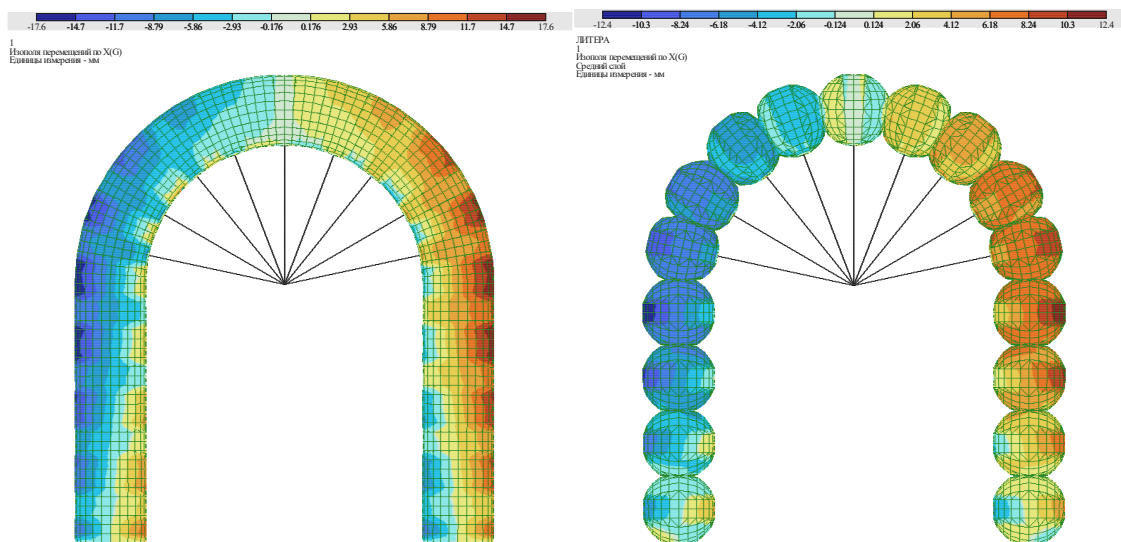 -17.6 -14.7 -11.7 -8.79 -5.86 -2.93 -0.176 0.176 2.93 5.86 8.79 11.7 14.7 17.6
1
Изополя перемещений по X(G)
Единицы измерения - мм
-12.4 -10.3 -8.24 -6.18 -4.12 -2.06 -0.124 0.124 2.06 4.12 6.18 8.24 10.3 12.4
ЛИТЕРА
1
Изополя перемещений по X(G)
Средний слой
Единицы измерения - мм